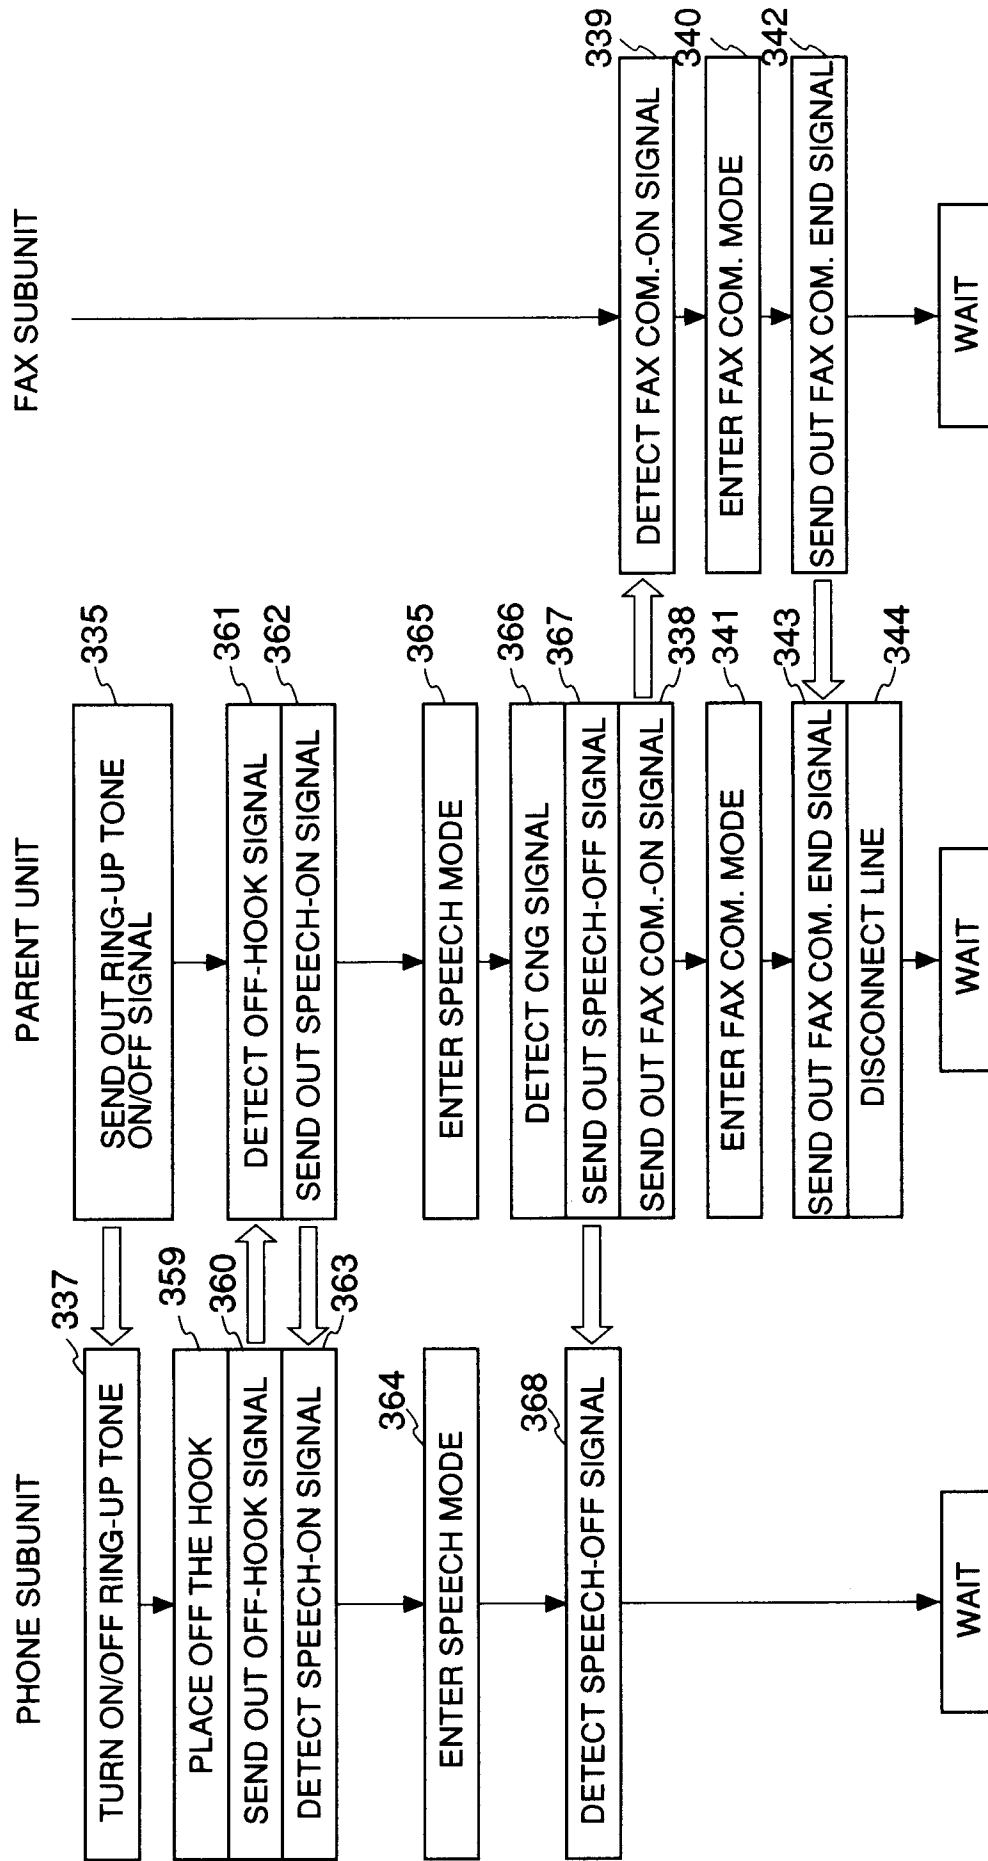 PHONE SUBUNIT
PARENT UNIT
FAX SUBUNIT
337
TURN ON/OFF RING-UP TONE
335
SEND OUT RING-UP TONE
ON/OFF SIGNAL
359
PLACE OFF THE HOOK
360
SEND OUT OFF-HOOK SIGNAL
363
DETECT SPEECH-ON SIGNAL
361
DETECT OFF-HOOK SIGNAL
362
SEND OUT SPEECH-ON SIGNAL
364
ENTER SPEECH MODE
365
ENTER SPEECH MODE
366
DETECT CNG SIGNAL
367
SEND OUT SPEECH-OFF SIGNAL
338
SEND OUT FAX COM.-ON SIGNAL
368
DETECT SPEECH-OFF SIGNAL
339
DETECT FAX COM.-ON SIGNAL
341
ENTER FAX COM. MODE
340
ENTER FAX COM. MODE
343
SEND OUT FAX COM. END SIGNAL
344
DISCONNECT LINE
342
SEND OUT FAX COM. END SIGNAL
WAIT
WAIT
WAIT